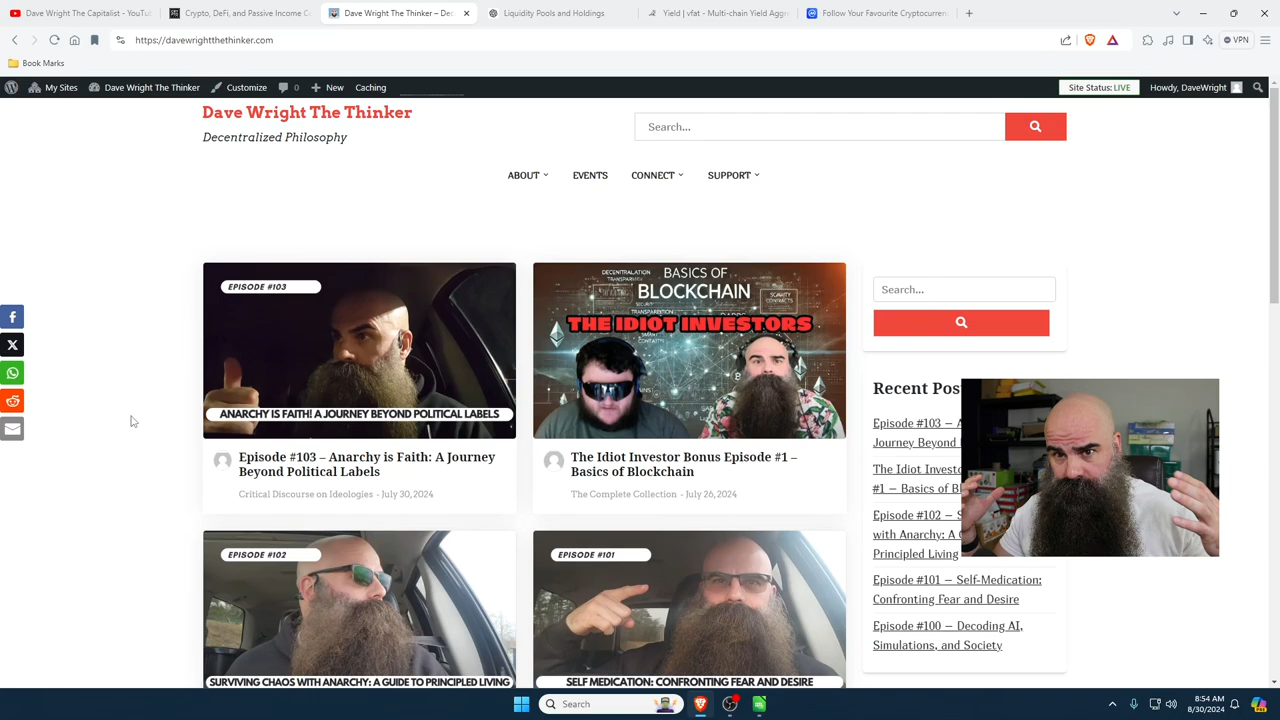 Dave Wright The Capitalist - YouTu
Crypto, DeFi, and Passive Income Co
Dave Wright The Thinker – Dec
Liquidity Pools and Holdings
Yield | vfat - Multi-chain Yield Aggre
Follow Your Favourite Cryptocurren
https://davewrightthethinker.com
VPN
Book Marks
My Sites
Dave Wright The Thinker
Customize
0
New
Caching
Site Status: LIVE
Howdy, DaveWright
Dave Wright The Thinker
Decentralized Philosophy
Search...
ABOUT
EVENTS
CONNECT
SUPPORT
EPISODE #103
ANARCHY IS FAITH! A JOURNEY BEYOND POLITICAL LABELS
BASICS OF
BLOCKCHAIN
THE IDIOT INVESTORS
Search...
Episode #103 – Anarchy is Faith: A Journey
Beyond Political Labels
Critical Discourse on Ideologies - July 30, 2024
The Idiot Investor Bonus Episode #1 –
Basics of Blockchain
The Complete Collection - July 26, 2024
Recent Pos
Episode #103 – A
Journey Beyond
The Idiot Investo
#1 – Basics of Bl
Episode #102 – S
with Anarchy: A G
Principled Living
Episode #101 – Self-Medication:
Confronting Fear and Desire
Episode #100 – Decoding AI,
Simulations, and Society
EPISODE #102
SURVIVING CHAOS WITH ANARCHY: A GUIDE TO PRINCIPLED LIVING
EPISODE #101
SELF MEDICATION: CONFRONTING FEAR AND DESIRE
Search
8:54 AM
8/30/2024